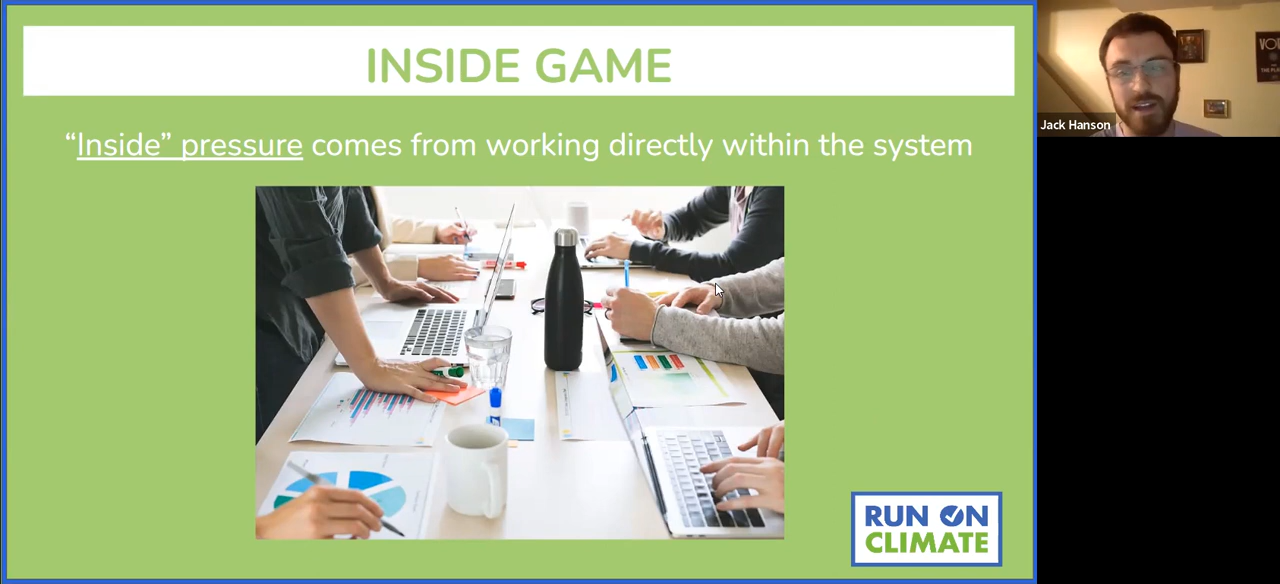 INSIDE GAME
“Inside” pressure comes from working directly within the system
RUN ON
CLIMATE
Jack Hanson